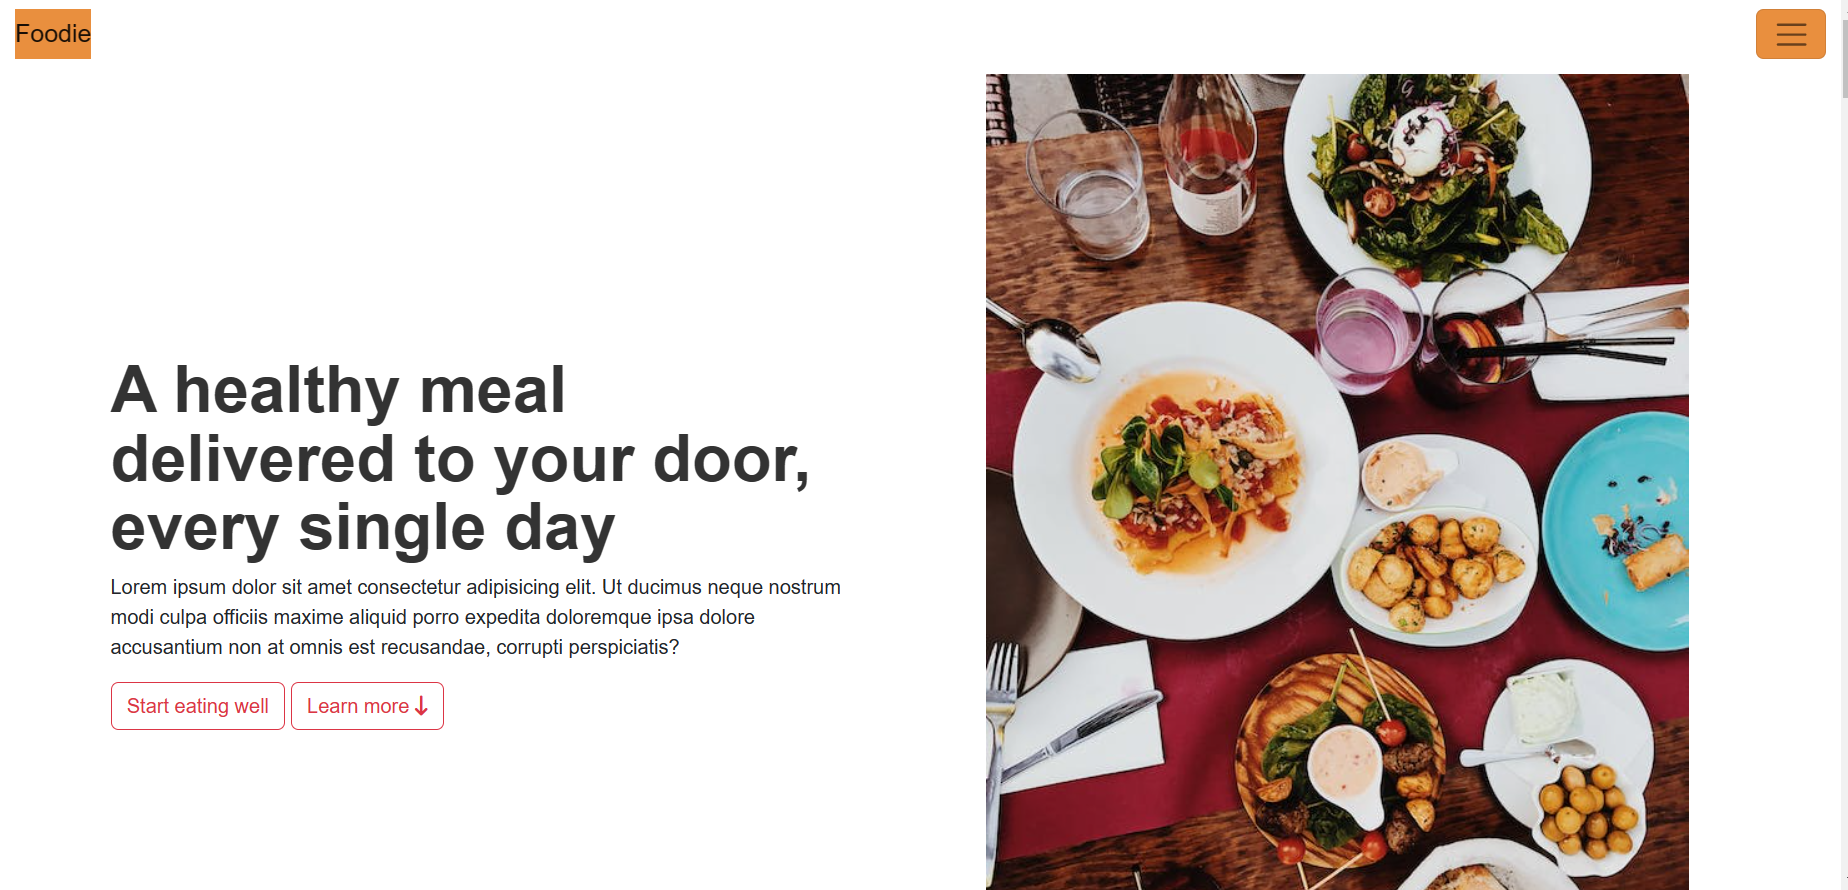 Foodie
A healthy meal
delivered to your door,
every single day
Lorem ipsum dolor sit amet consectetur adipisicing elit. Ut ducimus neque nostrum
modi culpa officiis maxime aliquid porro expedita doloremque ipsa dolore
accusantium non at omnis est recusandae, corrupti perspiciatis?
Start eating well
Learn more ↓